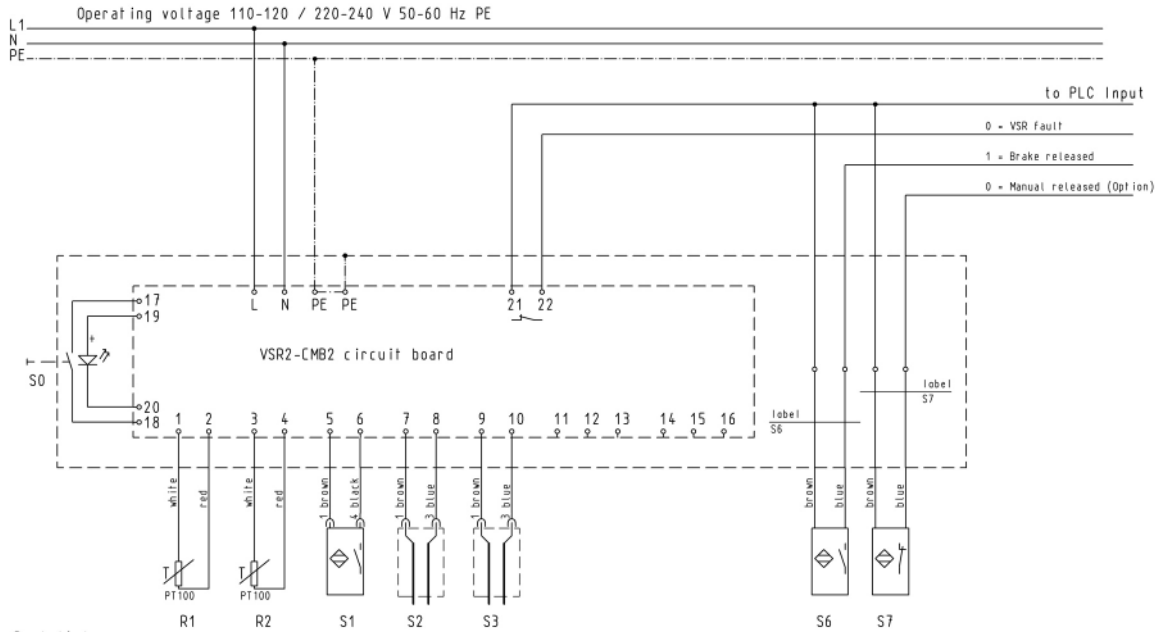 Operating voltage 110-120 / 220-240 V 50-60 Hz PE
L1
N
PE
to PLC Input
0 = VSR fault
1 = Brake released
0 = Manual released (Option)
17
19
L N PE PE
21 22
VSR2-CMB2 circuit board
S0
20
18
1 2 3 4 5 6 7 8 9 10 11 12 13 14 15 16
label
S7
label
S6
white
red
white
red
1 brown
4 black
1 brown
3 blue
1 brown
3 blue
brown
blue
brown
blue
T
PT100
T
PT100
R1 R2 S1 S2 S3 S6 S7